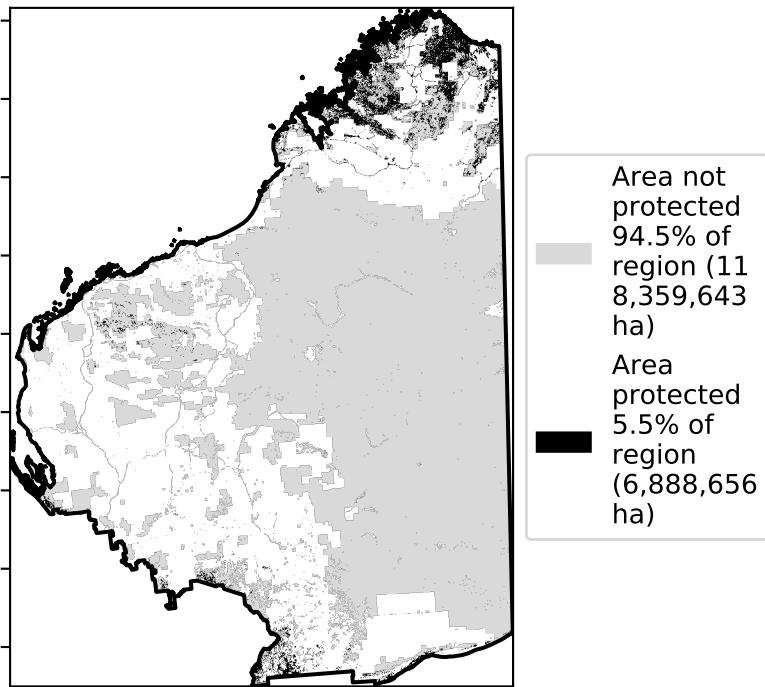 Area not
protected
94.5% of
region (11
8,359,643
ha)
Area
protected
5.5% of
region
(6,888,656
ha)